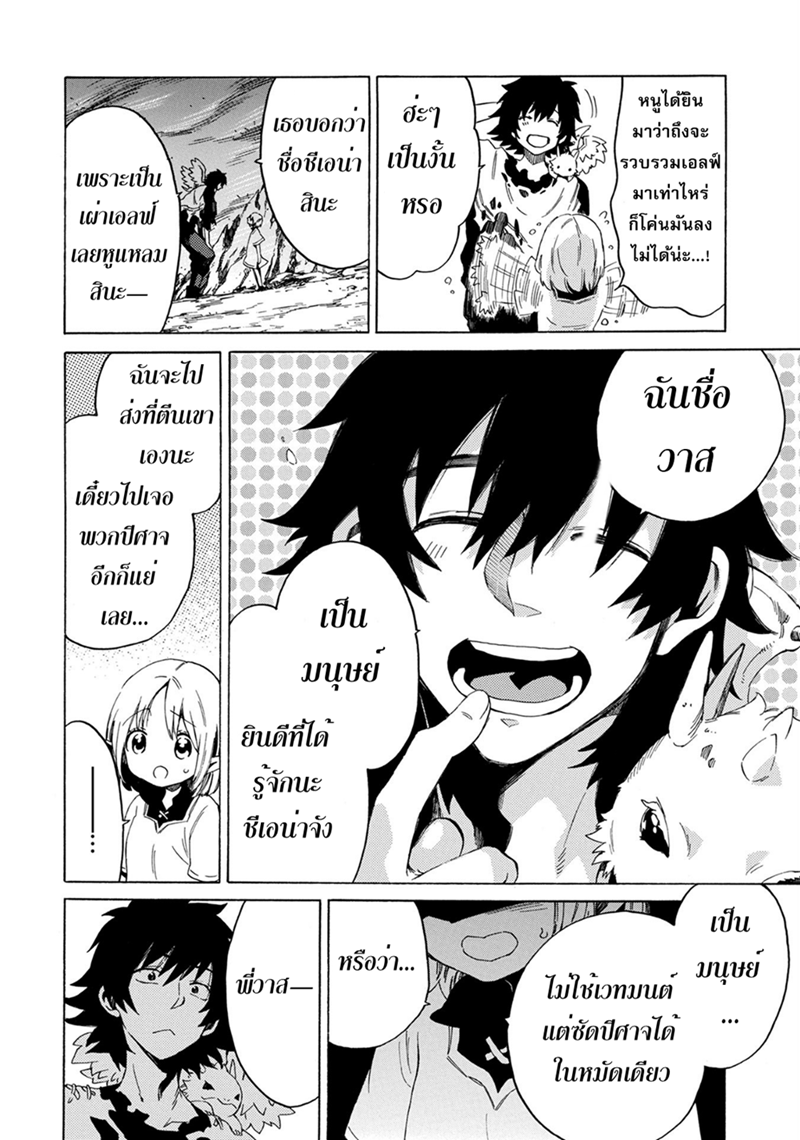 หนูได้ยิน
มาว่าถึงจะ
รวบรวมเอลฟ์
มาเท่าไหร่
ก็โค่นมันลง
ไม่ได้น่ะ...!
ฮ่ะๆ
เป็นงั้น
หรอ
เธอบอกว่า
ชื่อชีเอน่า
สินะ
เพราะเป็น
เผ่าเอลฟ์
เลยหูแหลม
สินะ—
ฉันชื่อ
วาส
เป็น
มนุษย์
ยินดีที่ได้
รู้จักนะ
ชีเอน่าจัง
ฉันจะไป
ส่งที่ตีนเขา
เองนะ
เดี๋ยวไปเจอ
พวกปีศาจ
อีกก็แย่
เลย...
——...
เป็น
มนุษย์
...
ไม่ใช้เวทมนต์
แต่ซัดปีศาจได้
ในหมัดเดียว
หรือว่า...
พี่วาส—